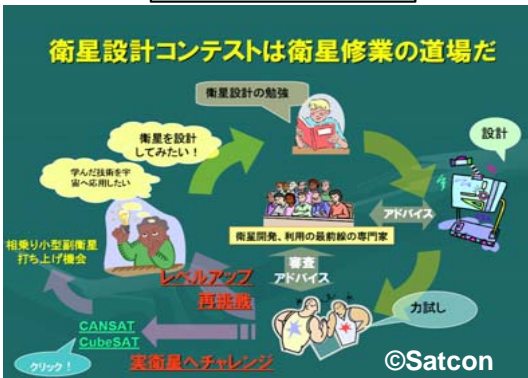 衛星設計コンテストは衛星修業の道場だ
衛星設計の勉強
衛星を設計
してみたい！
学んだ技術を宇
宙へ応用したい
設計
アドバイス
衛星開発、利用の最前線の専門家
相乗り小型副衛星
打ち上げ機会
審査
アドバイス
レベルアップ
再挑戦
力試し
CANSAT
CubeSAT
クリック！
実衛星へチャレンジ
©Satcon